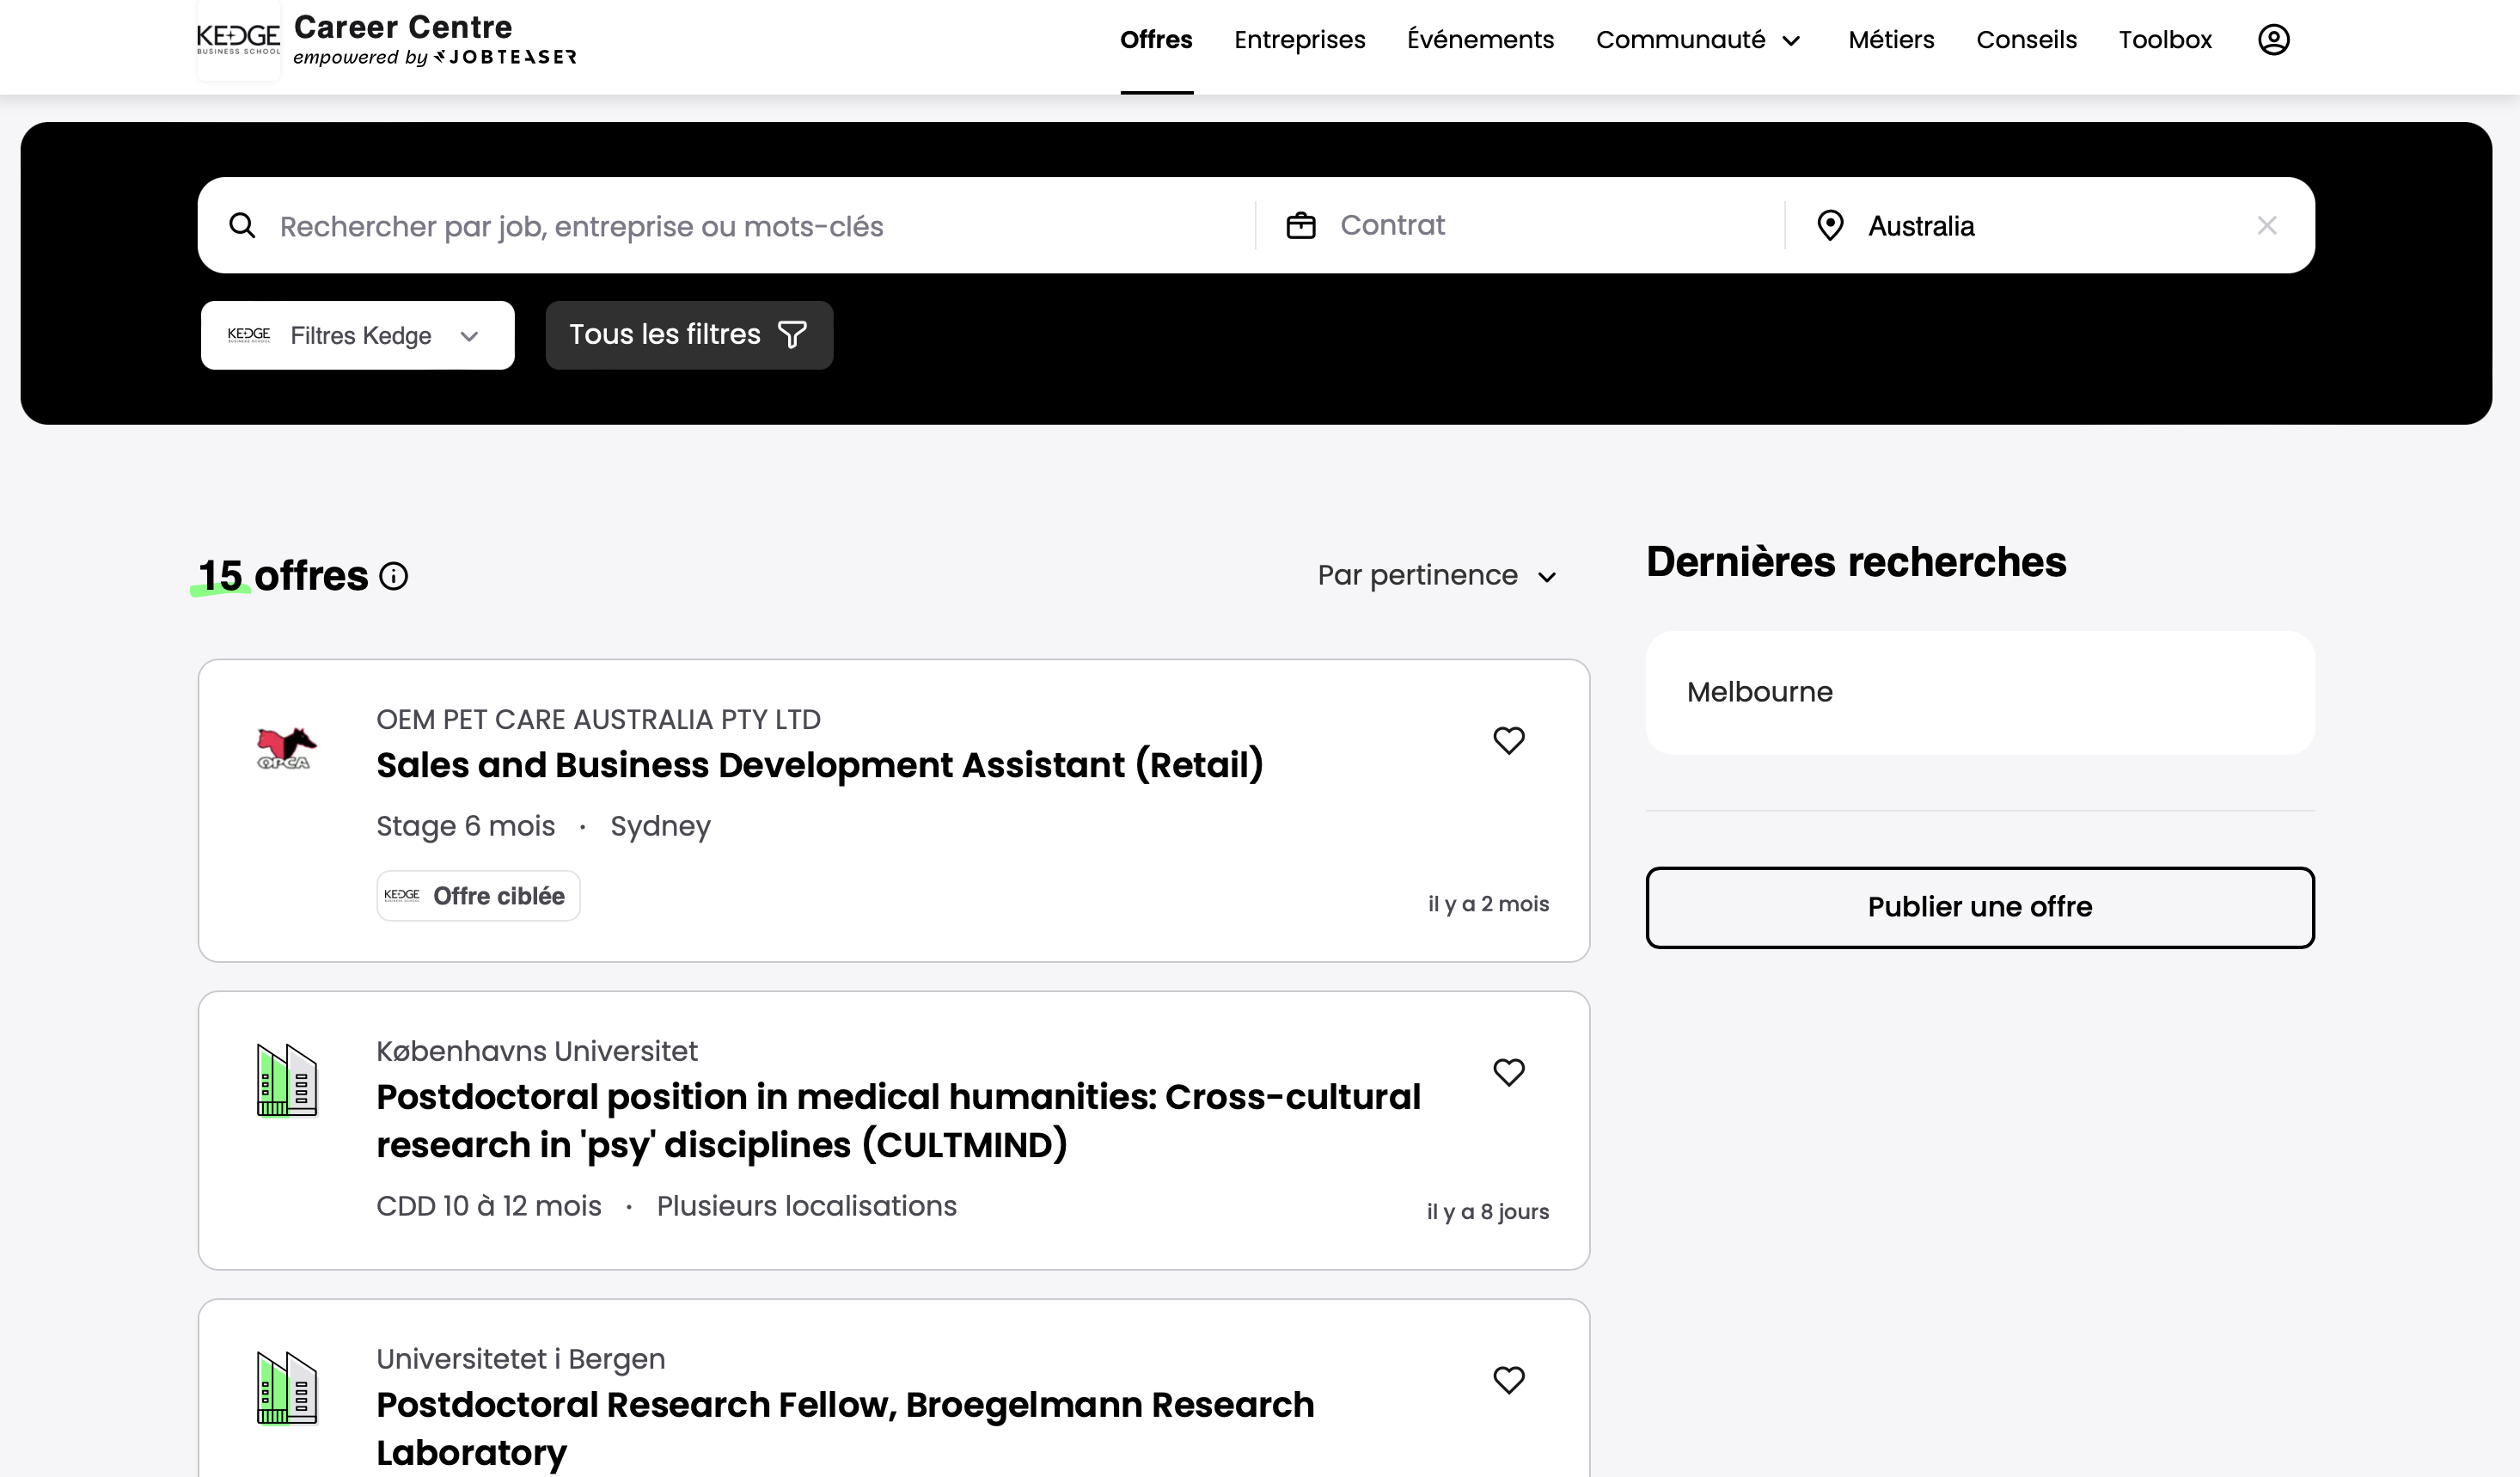 KEDGE
BUSINESS SCHOOL
Career Centre
empowered by JOBTEASER
Offres
Entreprises
Événements
Communauté
Métiers
Conseils
Toolbox
Rechercher par job, entreprise ou mots-clés
Contrat
Australia
KEDGE
BUSINESS SCHOOL
Filtres Kedge
Tous les filtres
15 offres
Par pertinence
Dernières recherches
Melbourne
Publier une offre
OPCA
OEM PET CARE AUSTRALIA PTY LTD
Sales and Business Development Assistant (Retail)
Stage 6 mois · Sydney
KEDGE
BUSINESS SCHOOL
Offre ciblée
il y a 2 mois
Københavns Universitet
Postdoctoral position in medical humanities: Cross-cultural
research in 'psy' disciplines (CULTMIND)
CDD 10 à 12 mois · Plusieurs localisations
il y a 8 jours
Universitetet i Bergen
Postdoctoral Research Fellow, Broegelmann Research
Laboratory